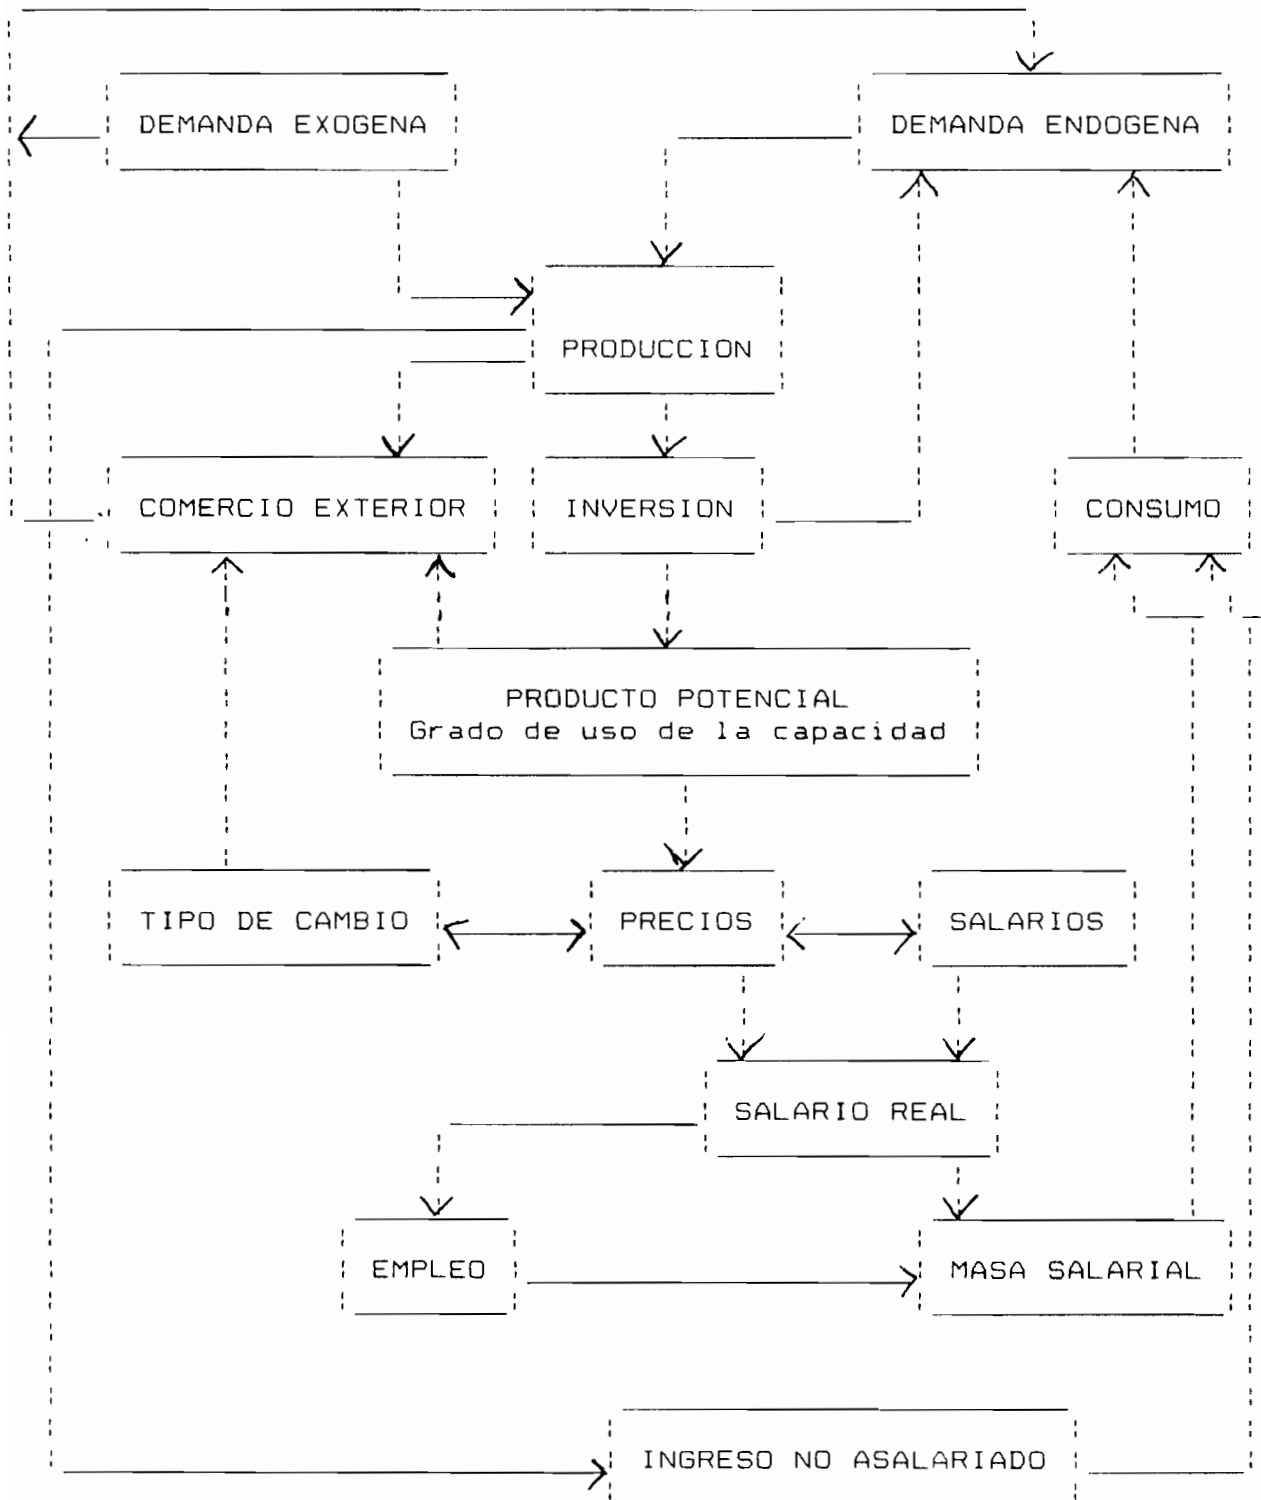 DEMANDA EXOGENA
DEMANDA ENDOGENA
PRODUCCION
COMERCIO EXTERIOR
INVERSION
CONSUMO
PRODUCTO POTENCIAL
Grado de uso de la capacidad
TIPO DE CAMBIO
PRECIOS
SALARIOS
SALARIO REAL
EMPLEO
MASA SALARIAL
INGRESO NO ASALARIADO